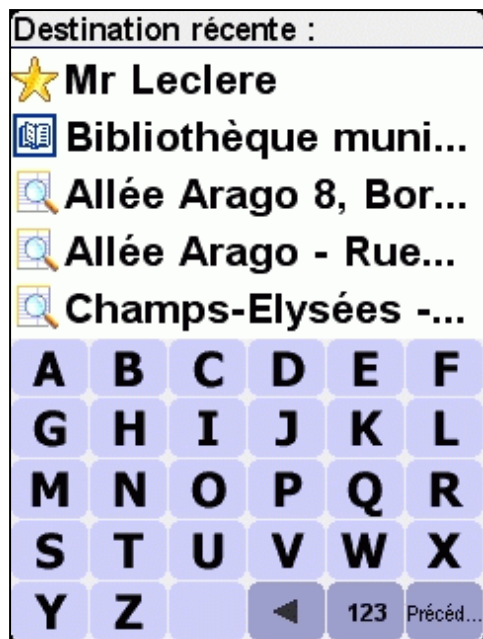 Destination récente :
Mr Leclere
Bibliothèque muni...
Allée Arago 8, Bor...
Allée Arago - Rue...
Champs-Elysées -...
A B C D E F
G H I J K L
M N O P Q R
S T U V W X
Y Z 123 Précéd...